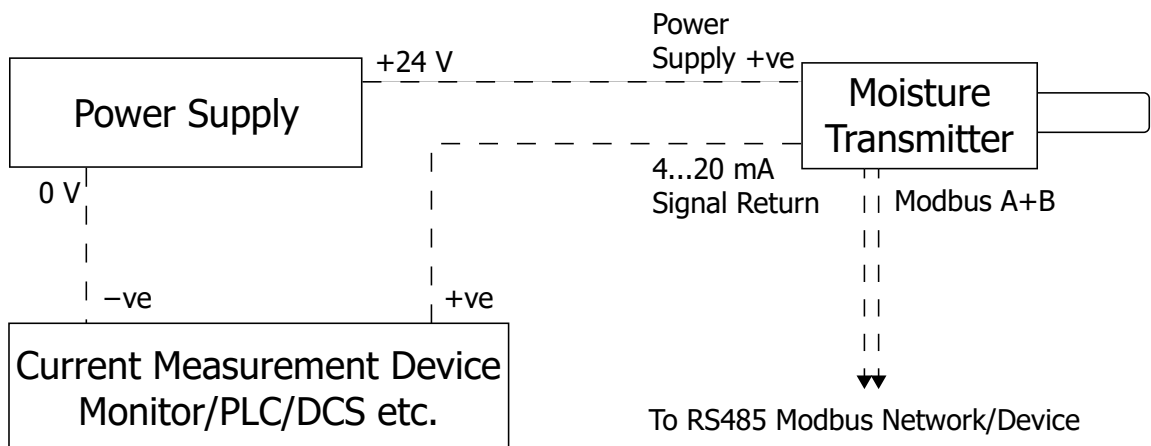 Power
Supply +ve
+24 V
Power Supply
Moisture
Transmitter
4...20 mA
Signal Return
0 V
Modbus A+B
−ve
+ve
Current Measurement Device
Monitor/PLC/DCS etc.
To RS485 Modbus Network/Device